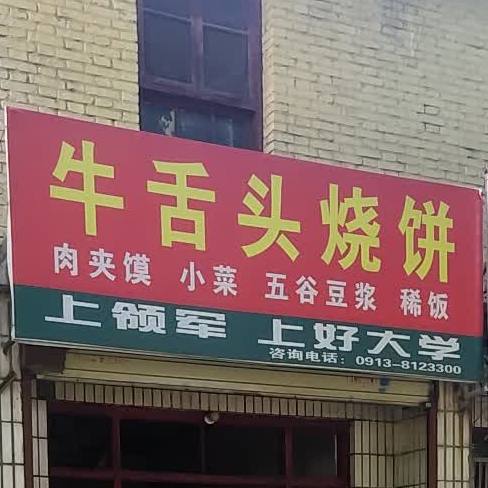 牛舌头烧饼
肉夹馍 小菜 五谷豆浆 稀饭
上领军 上好大学
咨询电话：0913-8123300